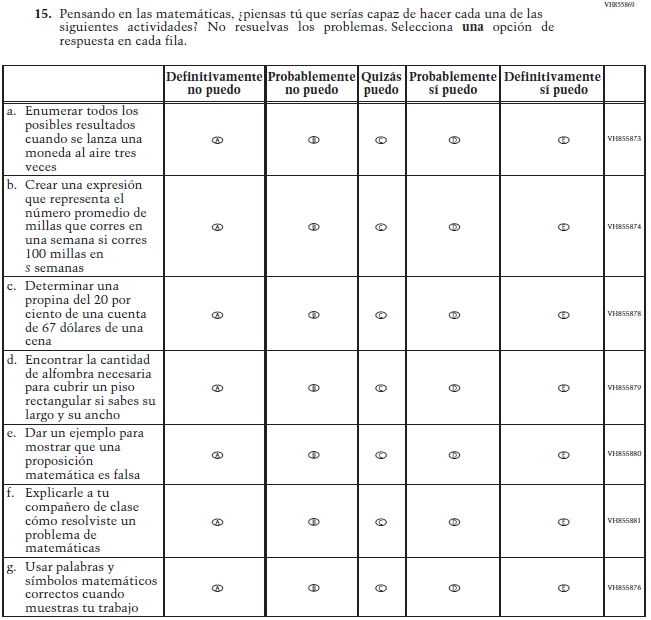 VH855869
15. Pensando en las matemáticas, ¿piensas tú que serías capaz de hacer cada una de las
siguientes actividades? No resuelvas los problemas. Selecciona una opción de
respuesta en cada fila.
Definitivamente no puedo Probablemente no puedo Quizás puedo Probablemente sí puedo Definitivamente sí puedo
a. Enumerar todos los
posibles resultados
cuando se lanza una
moneda al aire tres
veces
A B C D E VH855873
b. Crear una expresión
que representa el
número promedio de
millas que corres en
una semana si corres
100 millas en
s semanas
A B C D E VH855874
c. Determinar una
propina del 20 por
ciento de una cuenta
de 67 dólares de una
cena
A B C D E VH855878
d. Encontrar la cantidad
de alfombra necesaria
para cubrir un piso
rectangular si sabes su
largo y su ancho
A B C D E VH855879
e. Dar un ejemplo para
mostrar que una
proposición
matemática es falsa
A B C D E VH855880
f. Explicarle a tu
compañero de clase
cómo resolviste un
problema de
matemáticas
A B C D E VH855881
g. Usar palabras y
símbolos matemáticos
correctos cuando
muestras tu trabajo
A B C D E VH855876